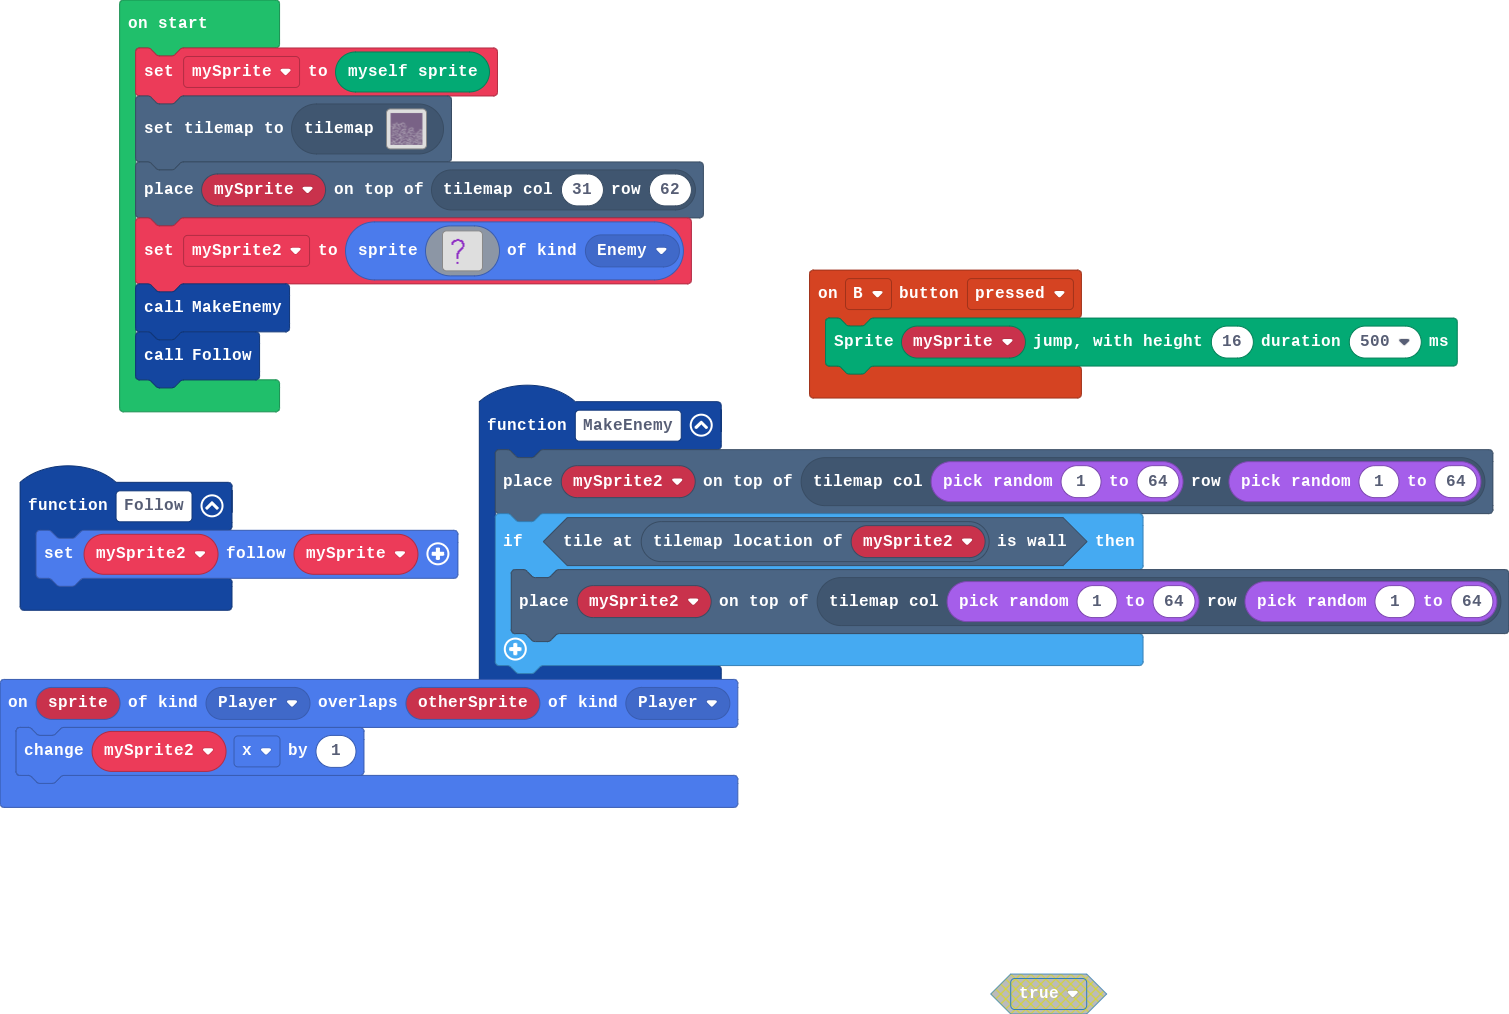 on start
set mySprite to myself sprite
set tilemap to tilemap
place mySprite on top of tilemap col 31 row 62
set mySprite2 to sprite ? of kind Enemy
call MakeEnemy
call Follow
on B button pressed
Sprite mySprite jump, with height 16 duration 500 ms
function MakeEnemy
place mySprite2 on top of tilemap col pick random 1 to 64 row pick random 1 to 64
if tile at tilemap location of mySprite2 is wall then
place mySprite2 on top of tilemap col pick random 1 to 64 row pick random 1 to 64
function Follow
set mySprite2 follow mySprite
on sprite of kind Player overlaps otherSprite of kind Player
change mySprite2 x by 1
true